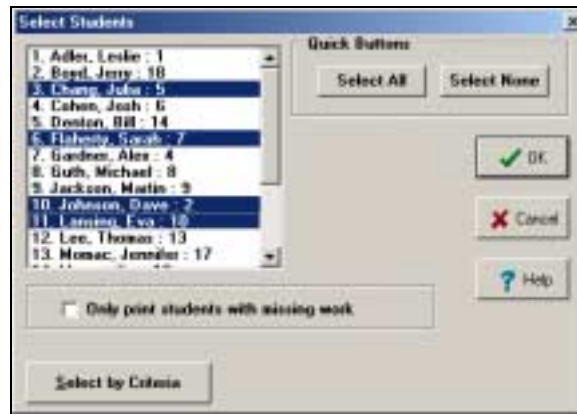 Select Students
Quick Buttons
1. Adler, Leslie : 1
2. Boyd, Jerry : 18
3. Chang, Julia : 5
4. Cohen, Josh : 6
5. Denton, Bill : 14
6. Flaherty, Sarah : 7
7. Gardner, Alex : 4
8. Guth, Michael : 8
9. Jackson, Martin : 9
10. Johnson, Dave : 2
11. Lansing, Eva : 10
12. Lee, Thomas : 13
13. Momac, Jennifer : 17
Select All
Select None
OK
Cancel
Help
Only print students with missing work
Select by Criteria